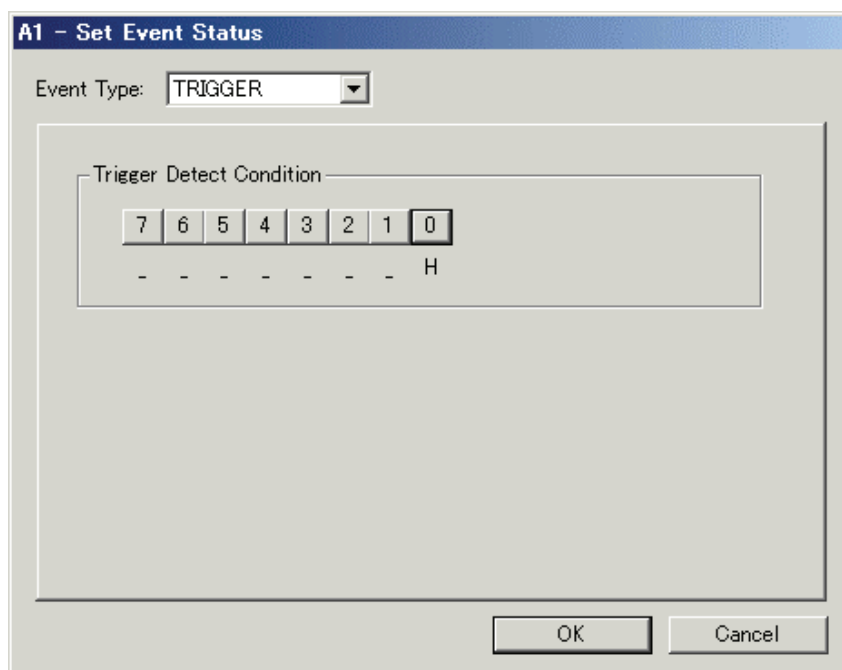 A1 - Set Event Status
Event Type: TRIGGER
Trigger Detect Condition
7 6 5 4 3 2 1 0
- - - - - - - H
OK Cancel